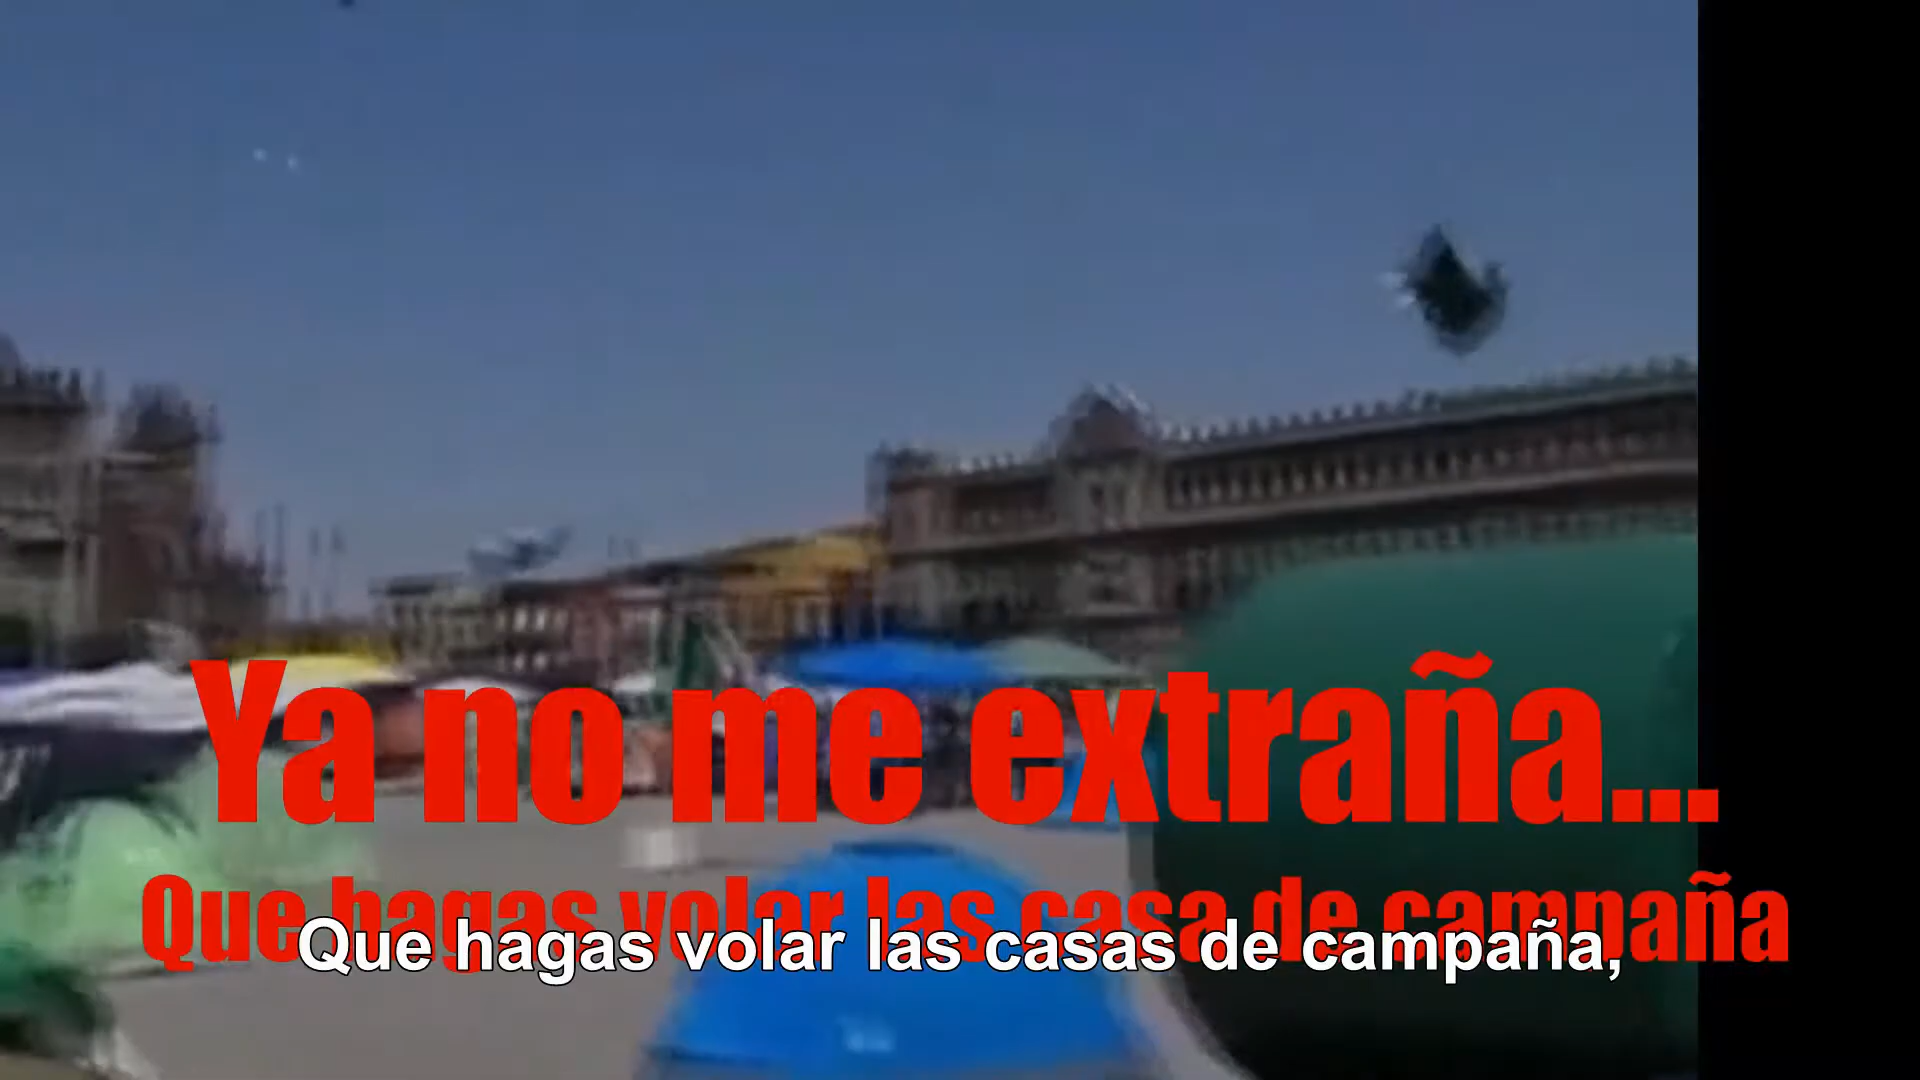 Ya no me extraña...
Que hagas volar las casa de campaña
Que hagas volar las casas de campaña,